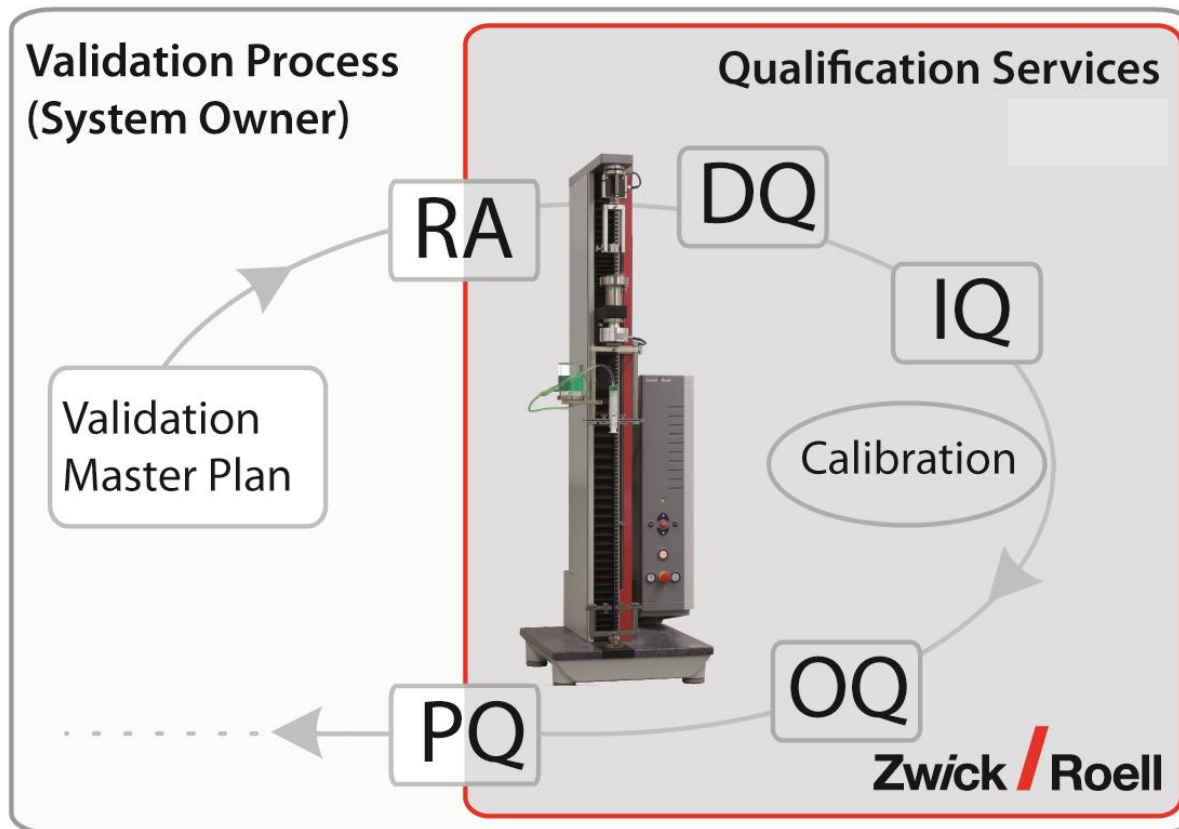 Validation Process
(System Owner)
Qualification Services
RA
DQ
IQ
Validation
Master Plan
Calibration
OQ
PQ
Zwick / Roell